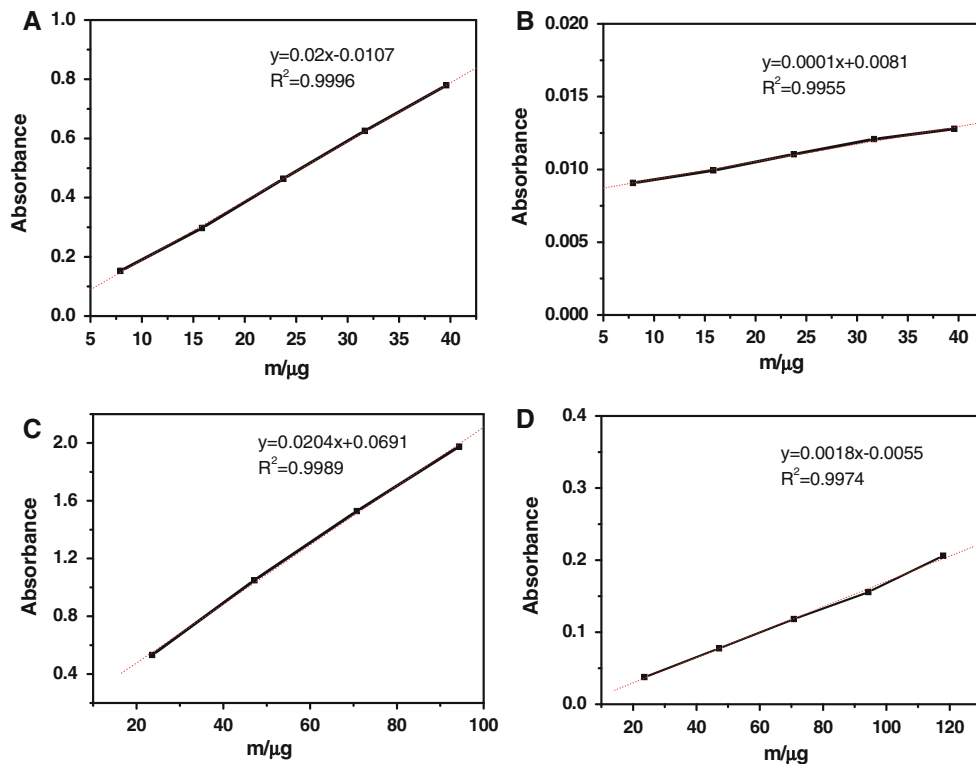 A
y=0.02x-0.0107
R²=0.9996
Absorbance
1.0
0.8
0.6
0.4
0.2
0.0
5 10 15 20 25 30 35 40
m/μg
B
y=0.0001x+0.0081
R²=0.9955
Absorbance
0.020
0.015
0.010
0.005
0.000
5 10 15 20 25 30 35 40
m/μg
C
y=0.0204x+0.0691
R²=0.9989
Absorbance
2.0
1.6
1.2
0.8
0.4
20 40 60 80 100
m/μg
D
y=0.0018x-0.0055
R²=0.9974
Absorbance
0.4
0.3
0.2
0.1
0.0
20 40 60 80 100 120
m/μg